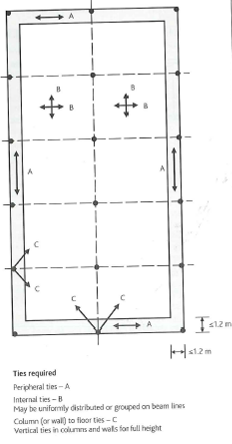 A
B
B
B
B
A
A
C
C
C
C
A
≤1.2 m
≤1.2 m
Ties required
Peripheral ties – A
Internal ties – B
May be uniformly distributed or grouped on beam lines
Column (or wall) to floor ties – C
Vertical ties in columns and walls for full height